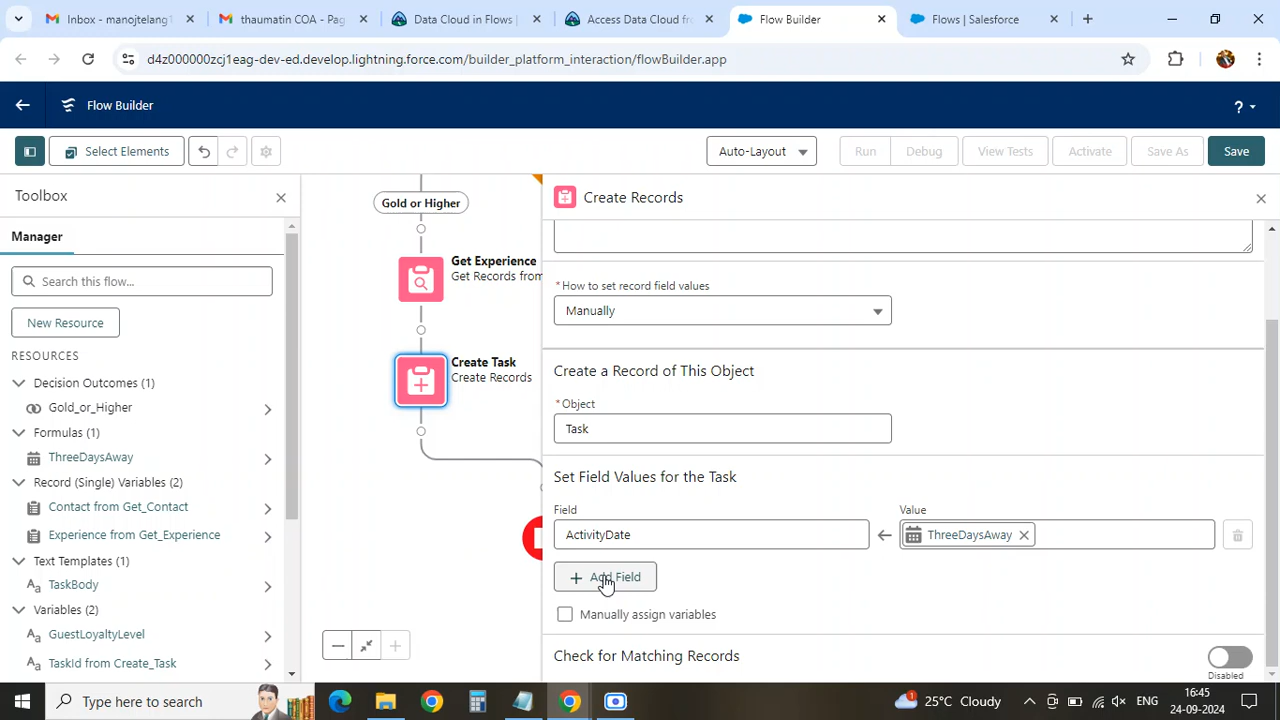 Inbox - manojtelang1
thaumatin COA - Pag
Data Cloud in Flows |
Access Data Cloud fro
Flow Builder
Flows | Salesforce
d4z000000zcj1eag-dev-ed.develop.lightning.force.com/builder_platform_interaction/flowBuilder.app
Flow Builder
?
Select Elements
Auto-Layout
Run
Debug
View Tests
Activate
Save As
Save
Toolbox
Manager
Search this flow...
New Resource
RESOURCES
Decision Outcomes (1)
Gold_or_Higher
Formulas (1)
ThreeDaysAway
Record (Single) Variables (2)
Contact from Get_Contact
Experience from Get_Experience
Text Templates (1)
Aa TaskBody
Variables (2)
Aa GuestLoyaltyLevel
Aa TaskId from Create_Task
Gold or Higher
Get Experience
Get Records from
Create Task
Create Records
Create Records
*How to set record field values
Manually
Create a Record of This Object
*Object
Task
Set Field Values for the Task
Field
Value
ActivityDate
ThreeDaysAway
Add Field
Manually assign variables
Check for Matching Records
Disabled
Type here to search
1
25°C Cloudy
ENG
16:45
24-09-2024